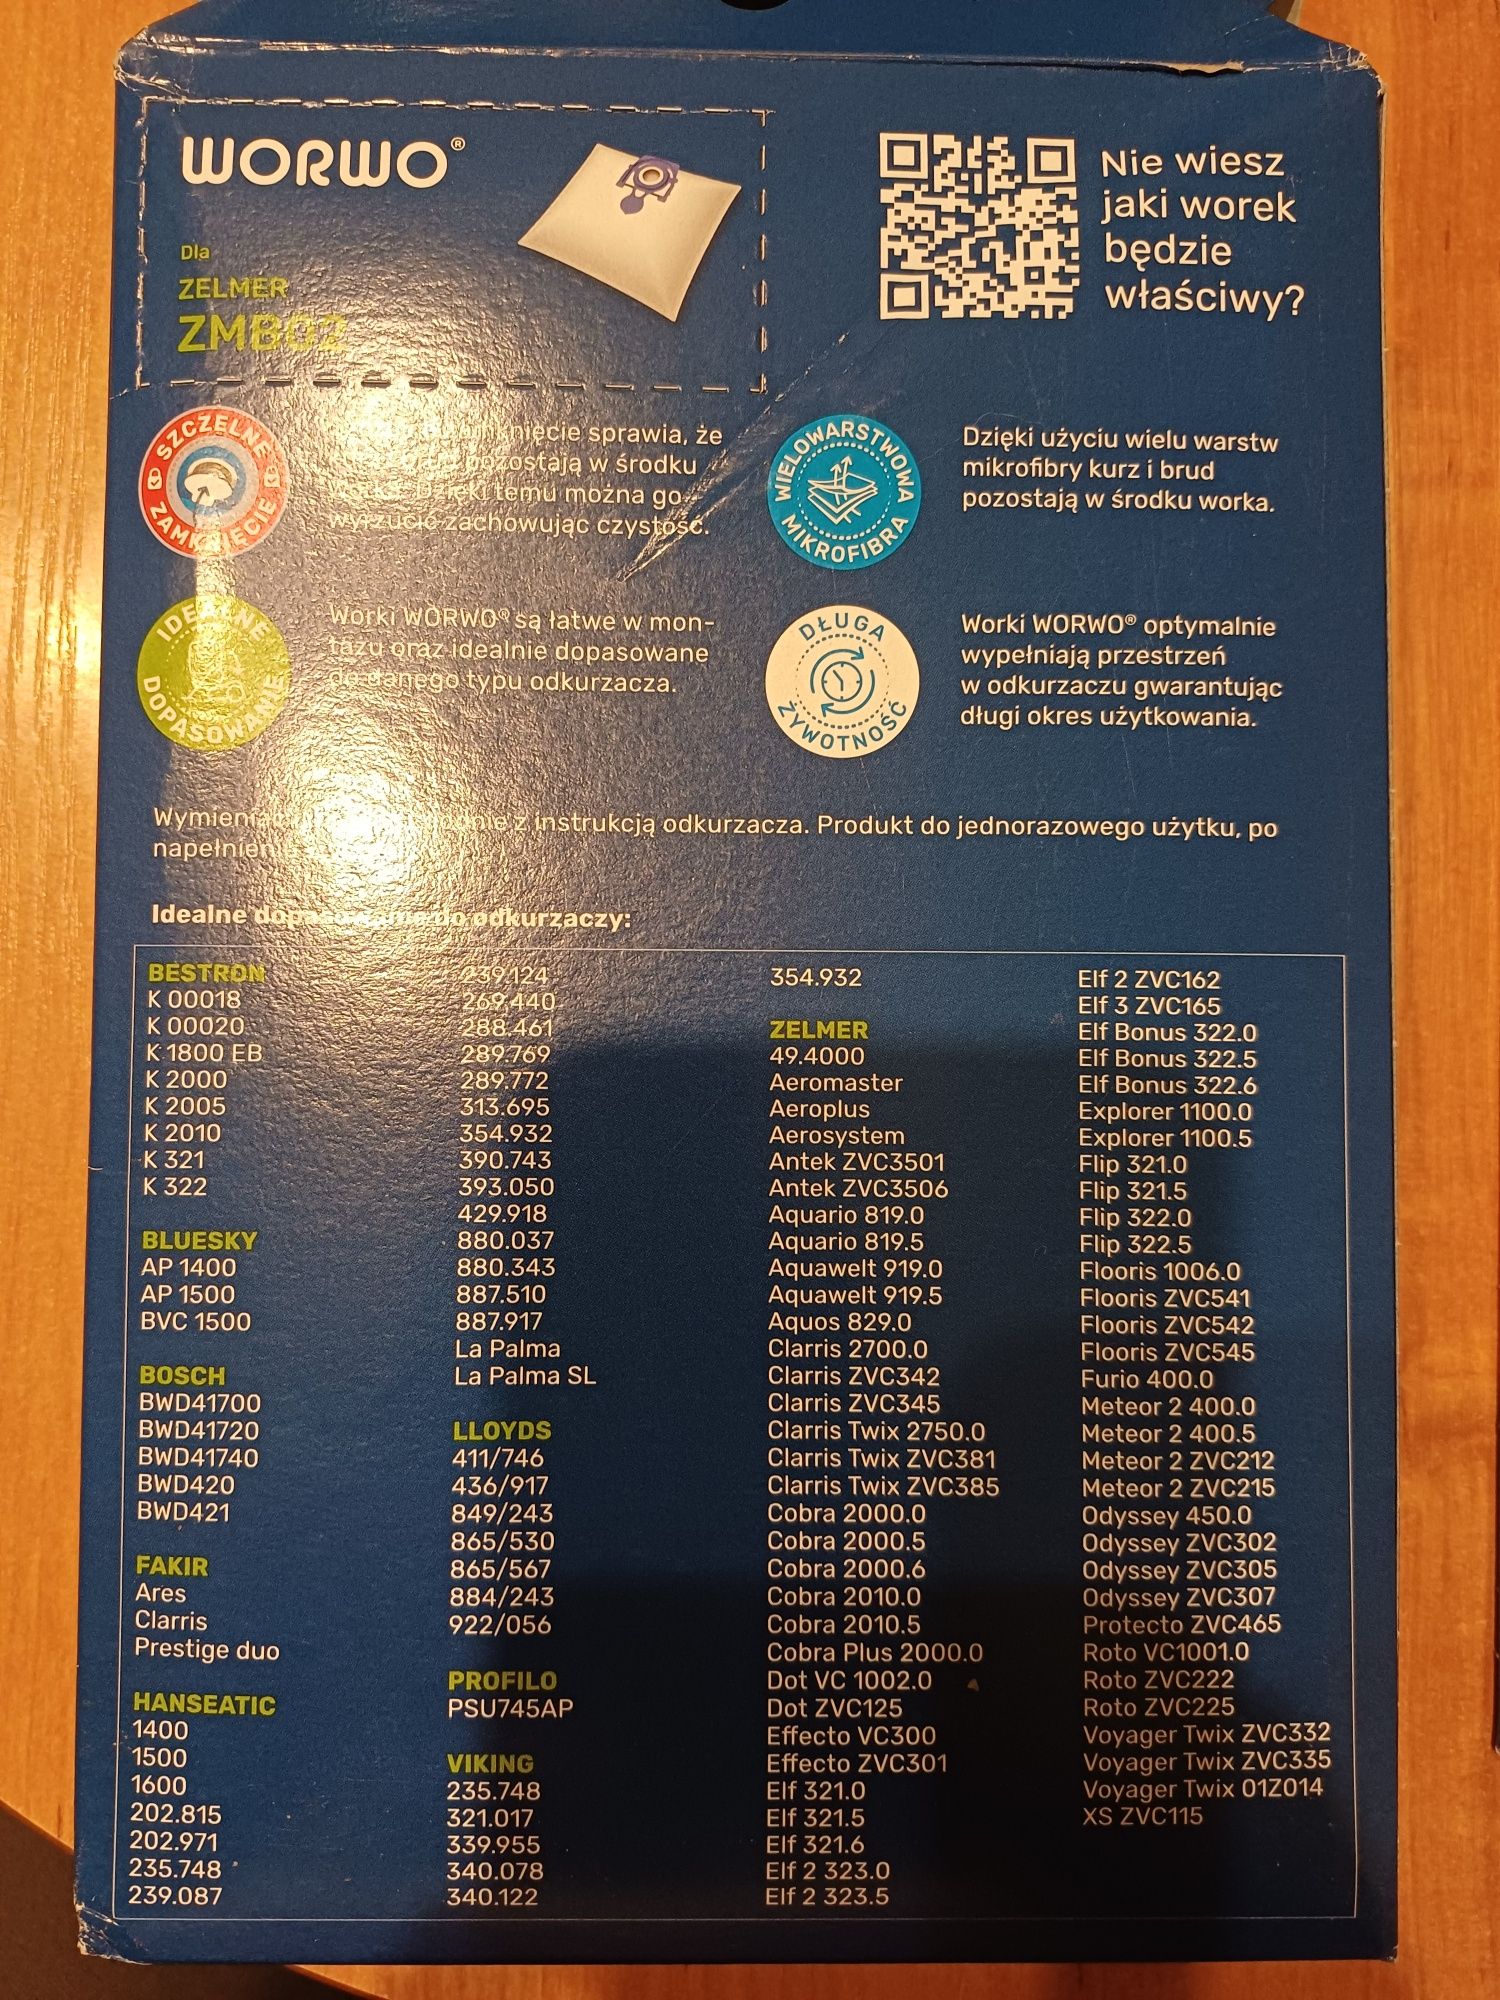 WORWO®
Dla
ZELMER
ZMB02
Nie wiesz
jaki worek
będzie
właściwy?
SZCZELNE ZAMKNIĘCIE
sprawia, że
pozostają w środku
Dzięki temu można go
wyrzucić zachowując czystość.
WIELOWARSTWOWA MIKROFIBRA
Dzięki użyciu wielu warstw
mikrofibry kurz i brud
pozostają w środku worka.
IDEALNE DOPASOWANIE
Worki WORWO® są łatwe w mon-
tażu oraz idealnie dopasowane
do danego typu odkurzacza.
DŁUGA ŻYWOTNOŚĆ
Worki WORWO® optymalnie
wypełniają przestrzeń
w odkurzaczu gwarantując
długi okres użytkowania.
z instrukcją odkurzacza. Produkt do jednorazowego użytku, po
Idealne dopasowanie do odkurzaczy:
BESTRON
K 00018
K 00020
K 1800 EB
K 2000
K 2005
K 2010
K 321
K 322
BLUESKY
AP 1400
AP 1500
BVC 1500
BOSCH
BWD41700
BWD41720
BWD41740
BWD420
BWD421
FAKIR
Ares
Clarris
Prestige duo
HANSEATIC
1400
1500
1600
202.815
202.971
235.748
239.087
239.124
269.440
288.461
289.769
289.772
313.695
354.932
390.743
393.050
429.918
880.037
880.343
887.510
887.917
La Palma
La Palma SL
LLOYDS
411/746
436/917
849/243
865/530
865/567
884/243
922/056
PROFILO
PSU745AP
VIKING
235.748
321.017
339.955
340.078
340.122
354.932
ZELMER
49.4000
Aeromaster
Aeroplus
Aerosystem
Antek ZVC3501
Antek ZVC3506
Aquario 819.0
Aquario 819.5
Aquawelt 919.0
Aquawelt 919.5
Aquos 829.0
Clarris 2700.0
Clarris ZVC342
Clarris ZVC345
Clarris Twix 2750.0
Clarris Twix ZVC381
Clarris Twix ZVC385
Cobra 2000.0
Cobra 2000.5
Cobra 2000.6
Cobra 2010.0
Cobra 2010.5
Cobra Plus 2000.0
Dot VC 1002.0
Dot ZVC125
Effecto VC300
Effecto ZVC301
Elf 321.0
Elf 321.5
Elf 321.6
Elf 2 323.0
Elf 2 323.5
Elf 2 ZVC162
Elf 3 ZVC165
Elf Bonus 322.0
Elf Bonus 322.5
Elf Bonus 322.6
Explorer 1100.0
Explorer 1100.5
Flip 321.0
Flip 321.5
Flip 322.0
Flip 322.5
Flooris 1006.0
Flooris ZVC541
Flooris ZVC542
Flooris ZVC545
Furio 400.0
Meteor 2 400.0
Meteor 2 400.5
Meteor 2 ZVC212
Meteor 2 ZVC215
Odyssey 450.0
Odyssey ZVC302
Odyssey ZVC305
Odyssey ZVC307
Protecto ZVC465
Roto VC1001.0
Roto ZVC222
Roto ZVC225
Voyager Twix ZVC332
Voyager Twix ZVC335
Voyager Twix 01Z014
XS ZVC115